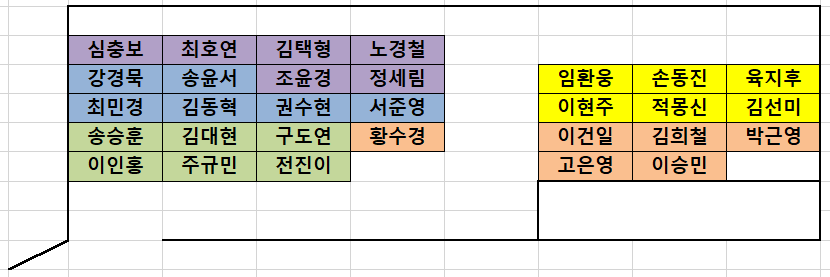 심충보 최호연 김택형 노경철
강경묵 송윤서 조윤경 정세림 임환웅 손동진 육지후
최민경 김동혁 권수현 서준영 이현주 적몽신 김선미
송승훈 김대현 구도연 황수경 이건일 김희철 박근영
이인홍 주규민 전진이 고은영 이승민